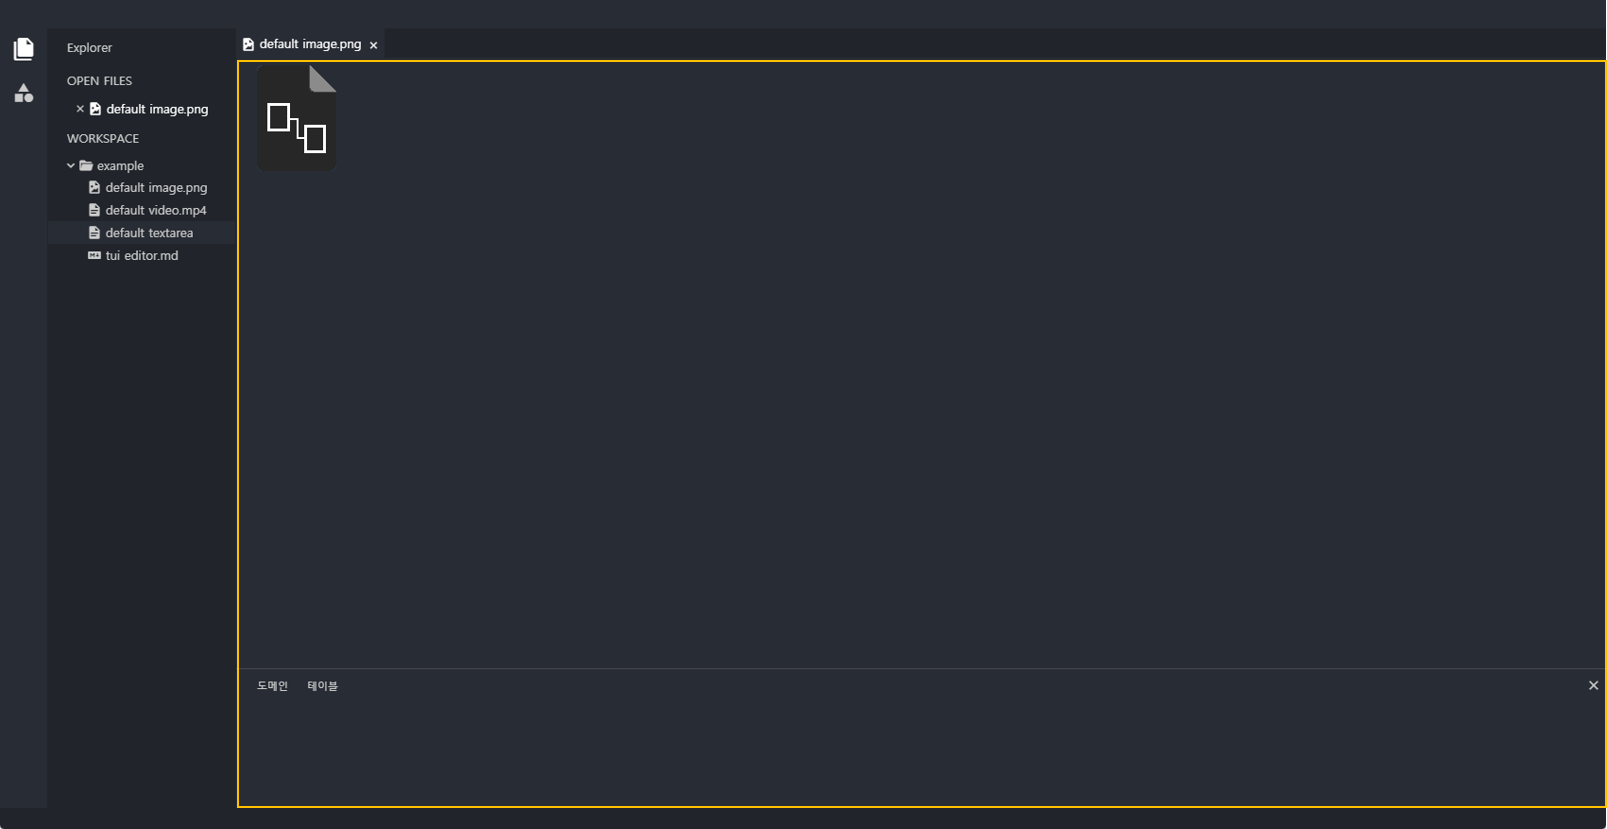 Explorer
default image.png
OPEN FILES
default image.png
WORKSPACE
example
default image.png
default video.mp4
default textarea
tui editor.md
도메인 테이블